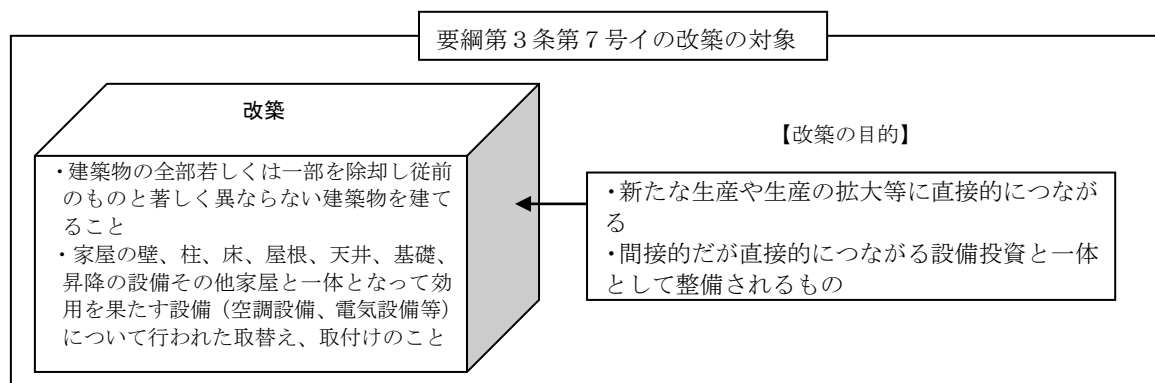 要綱第３条第７号イの改築の対象
改築
・建築物の全部若しくは一部を除却し従前
のものと著しく異ならない建築物を建て
ること
・家屋の壁、柱、床、屋根、天井、基礎、
昇降の設備その他家屋と一体となって効
用を果たす設備（空調設備、電気設備等）
について行われた取替え、取付けのこと
【改築の目的】
・新たな生産や生産の拡大等に直接的につなが
る
・間接的だが直接的につながる設備投資と一体
として整備されるもの